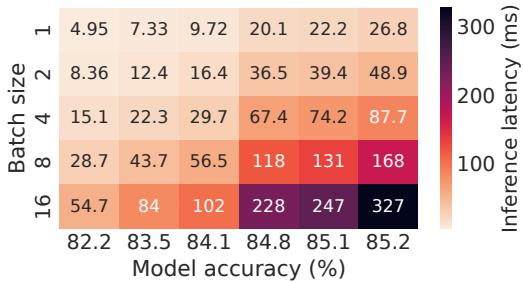 1 4.95 7.33 9.72 20.1 22.2 26.8
2 8.36 12.4 16.4 36.5 39.4 48.9
4 15.1 22.3 29.7 67.4 74.2 87.7
8 28.7 43.7 56.5 118 131 168
16 54.7 84 102 228 247 327
82.2 83.5 84.1 84.8 85.1 85.2
Model accuracy (%)
Batch size
300
200
100
Inference latency (ms)